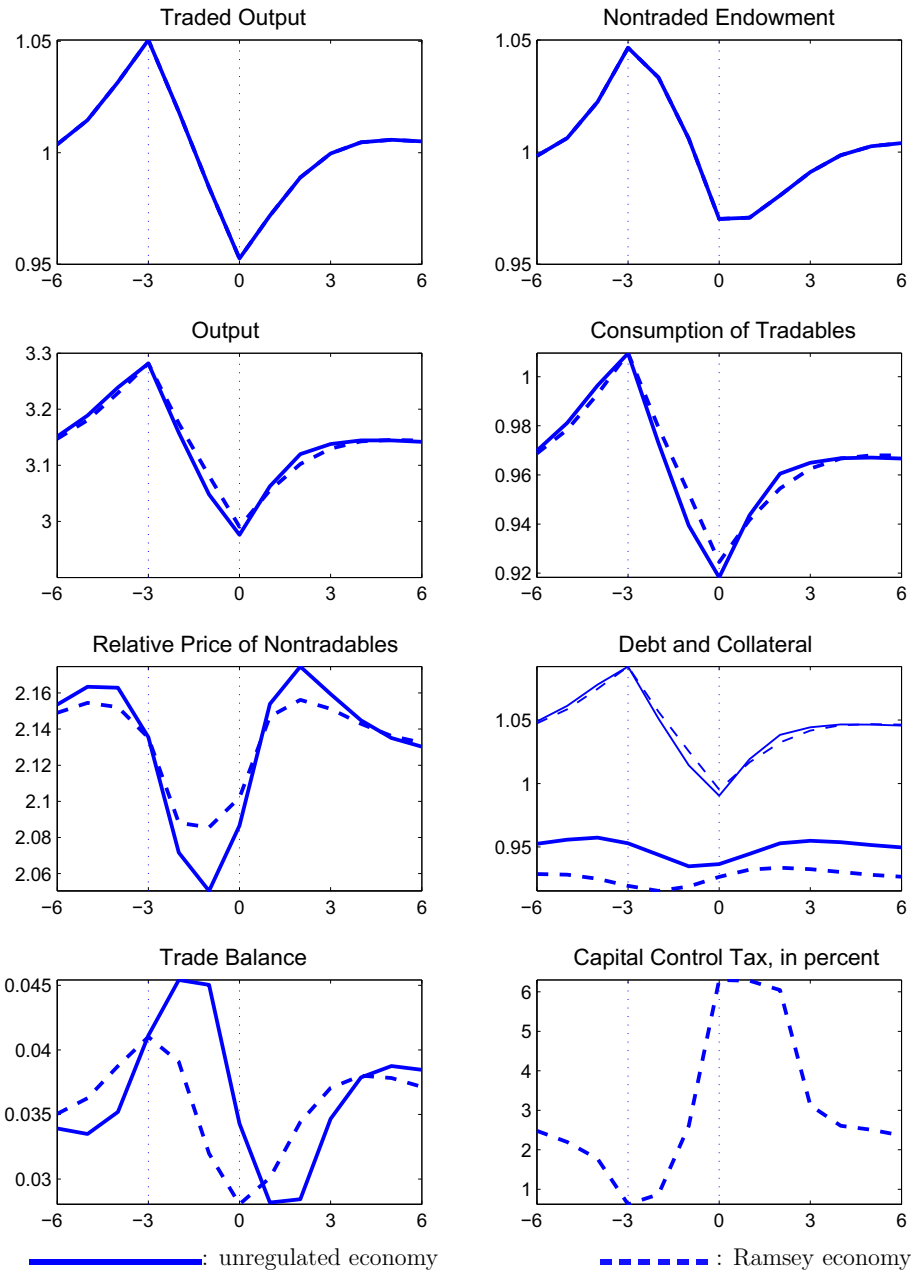 Traded Output
1.05
1
0.95
−6 −3 0 3 6
Nontraded Endowment
1.05
1
0.95
−6 −3 0 3 6
Output
3.3
3.2
3.1
3
−6 −3 0 3 6
Consumption of Tradables
1
0.98
0.96
0.94
0.92
−6 −3 0 3 6
Relative Price of Nontradables
2.16
2.14
2.12
2.1
2.08
2.06
−6 −3 0 3 6
Debt and Collateral
1.05
1
0.95
−6 −3 0 3 6
Trade Balance
0.045
0.04
0.035
0.03
−6 −3 0 3 6
Capital Control Tax, in percent
6
5
4
3
2
1
−6 −3 0 3 6
: unregulated economy
: Ramsey economy